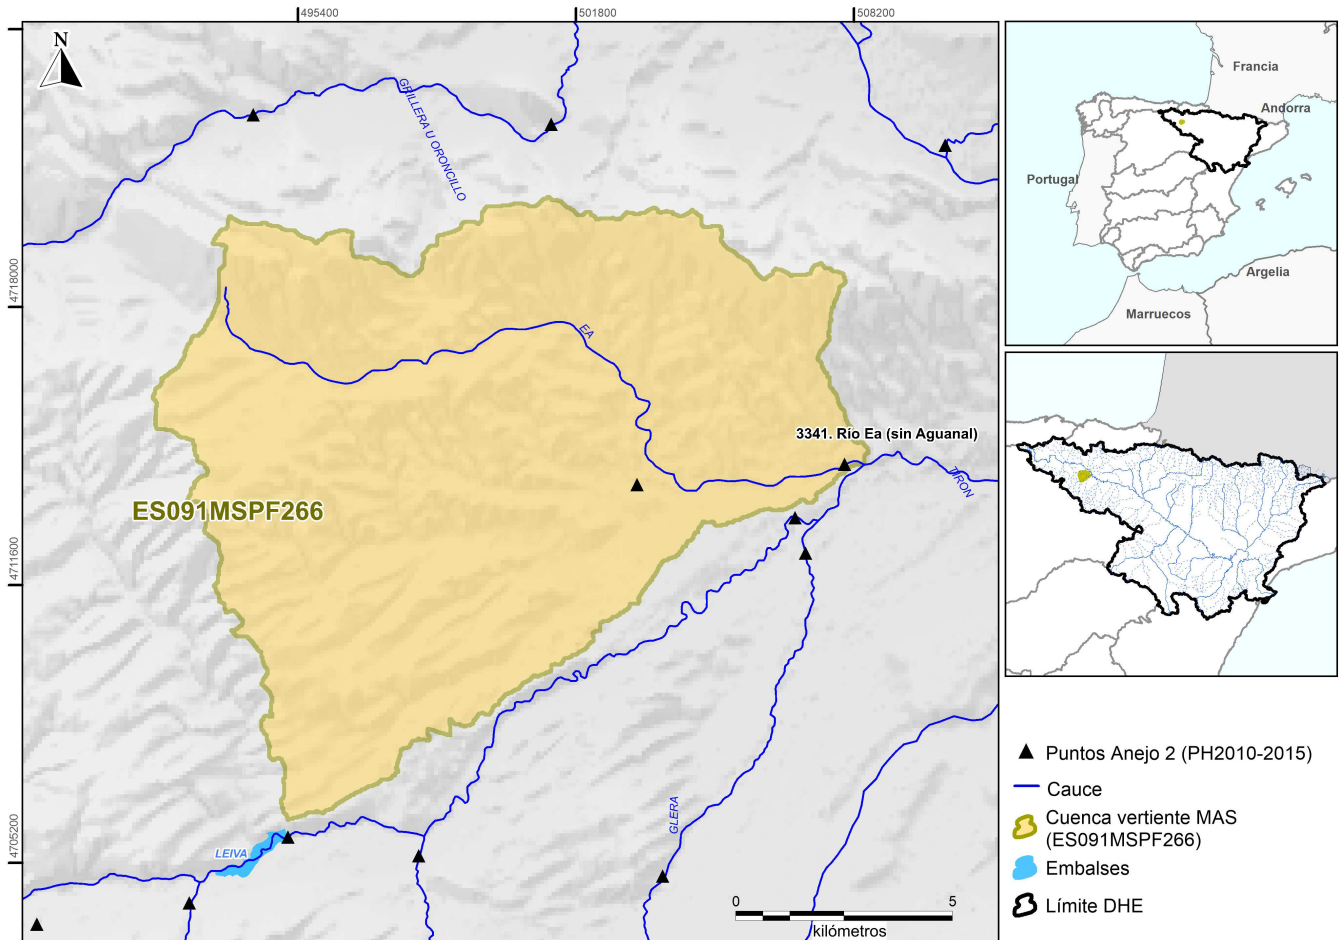 495400
501800
508200
N
GRILLERA U ORONCILLO
4718000
EA
3341. Río Ea (sin Aguanal)
TIRON
ES091MSPF266
4711600
GLERA
4705200
LEIVA
0
5
kilómetros
Francia
Andorra
Portugal
Argelia
Marruecos
Puntos Anejo 2 (PH2010-2015)
Cauce
Cuenca vertiente MAS
(ES091MSPF266)
Embalses
Límite DHE